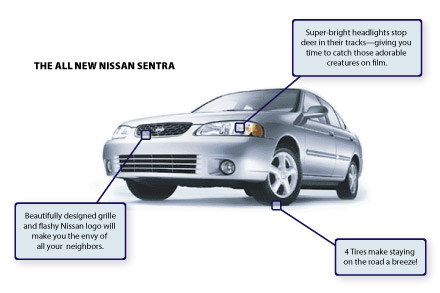 Super-bright headlights stop
deer in their tracks—giving you
time to catch those adorable
creatures on film.
THE ALL NEW NISSAN SENTRA
Beautifully designed grille
and flashy Nissan logo will
make you the envy of
all your neighbors.
4 Tires make staying
on the road a breeze!